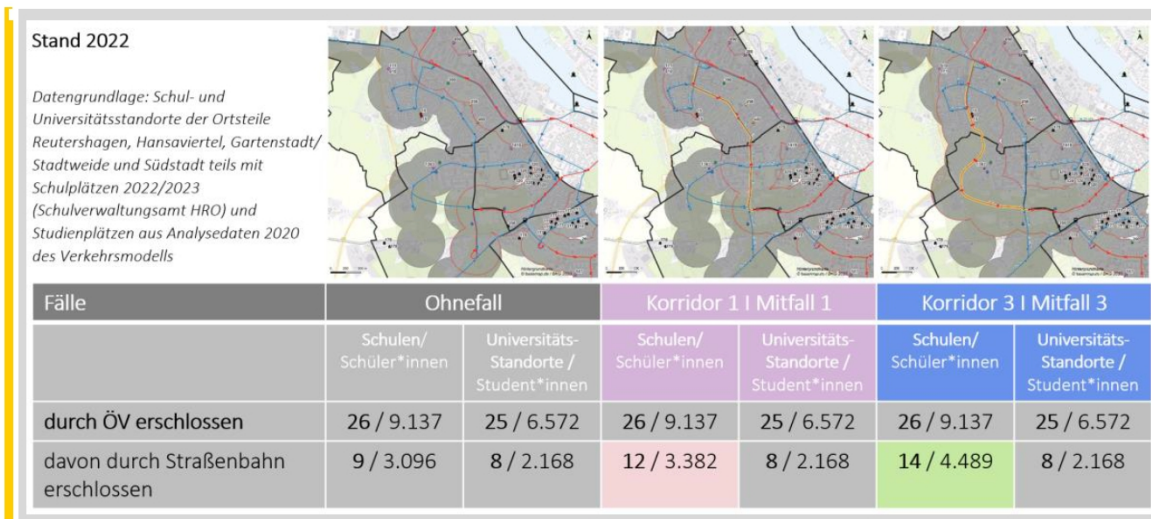 Stand 2022
Datengrundlage: Schul- und
Universitätsstandorte der Ortsteile
Reutershagen, Hansaviertel, Gartenstadt/
Stadtweide und Südstadt teils mit
Schulplätzen 2022/2023
(Schulverwaltungsamt HRO) und
Studienplätzen aus Analysedaten 2020
des Verkehrsmodells
Fälle Ohnefall Korridor 1 I Mitfall 1 Korridor 3 I Mitfall 3
Schulen/ Universitäts- Schulen/ Universitäts- Schulen/ Universitäts-
Schüler*innen Standorte / Schüler*innen Standorte / Schüler*innen Standorte /
Student*innen Student*innen Student*innen
durch ÖV erschlossen 26 / 9.137 25 / 6.572 26 / 9.137 25 / 6.572 26 / 9.137 25 / 6.572
davon durch Straßenbahn 9 / 3.096 8 / 2.168 12 / 3.382 8 / 2.168 14 / 4.489 8 / 2.168
erschlossen